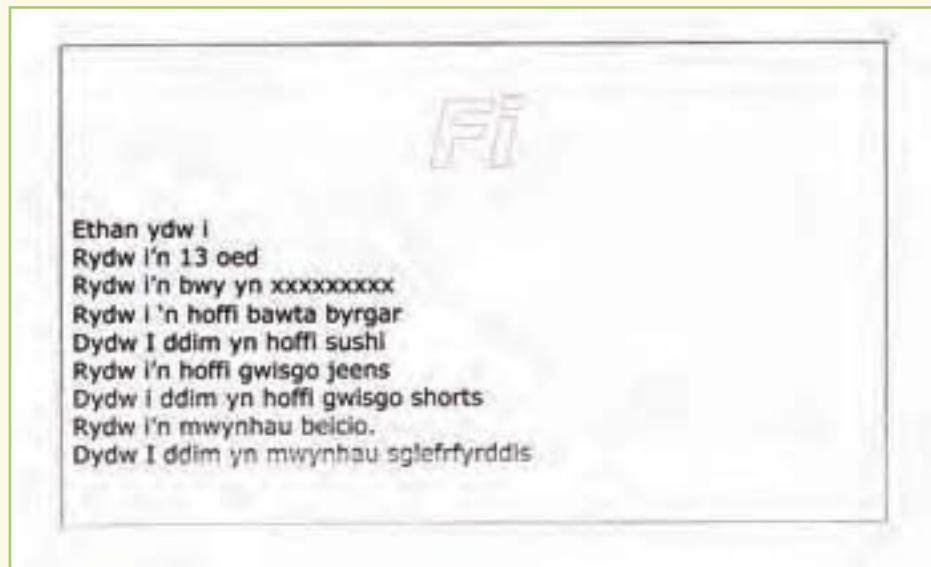 Fi
Ethan ydw i
Rydw i'n 13 oed
Rydw i'n bwy yn xxxxxxxxx
Rydw i 'n hoffi bawta byrgar
Dydw I ddim yn hoffi sushi
Rydw i'n hoffi gwisgo jeens
Dydw i ddim yn hoffi gwisgo shorts
Rydw i'n mwynhau beicio.
Dydw I ddim yn mwynhau sglefrfyrddis